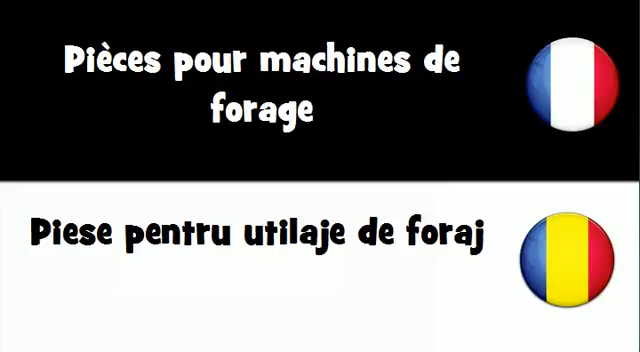 Pièces pour machines de
forage
Piese pentru utilaje de foraj